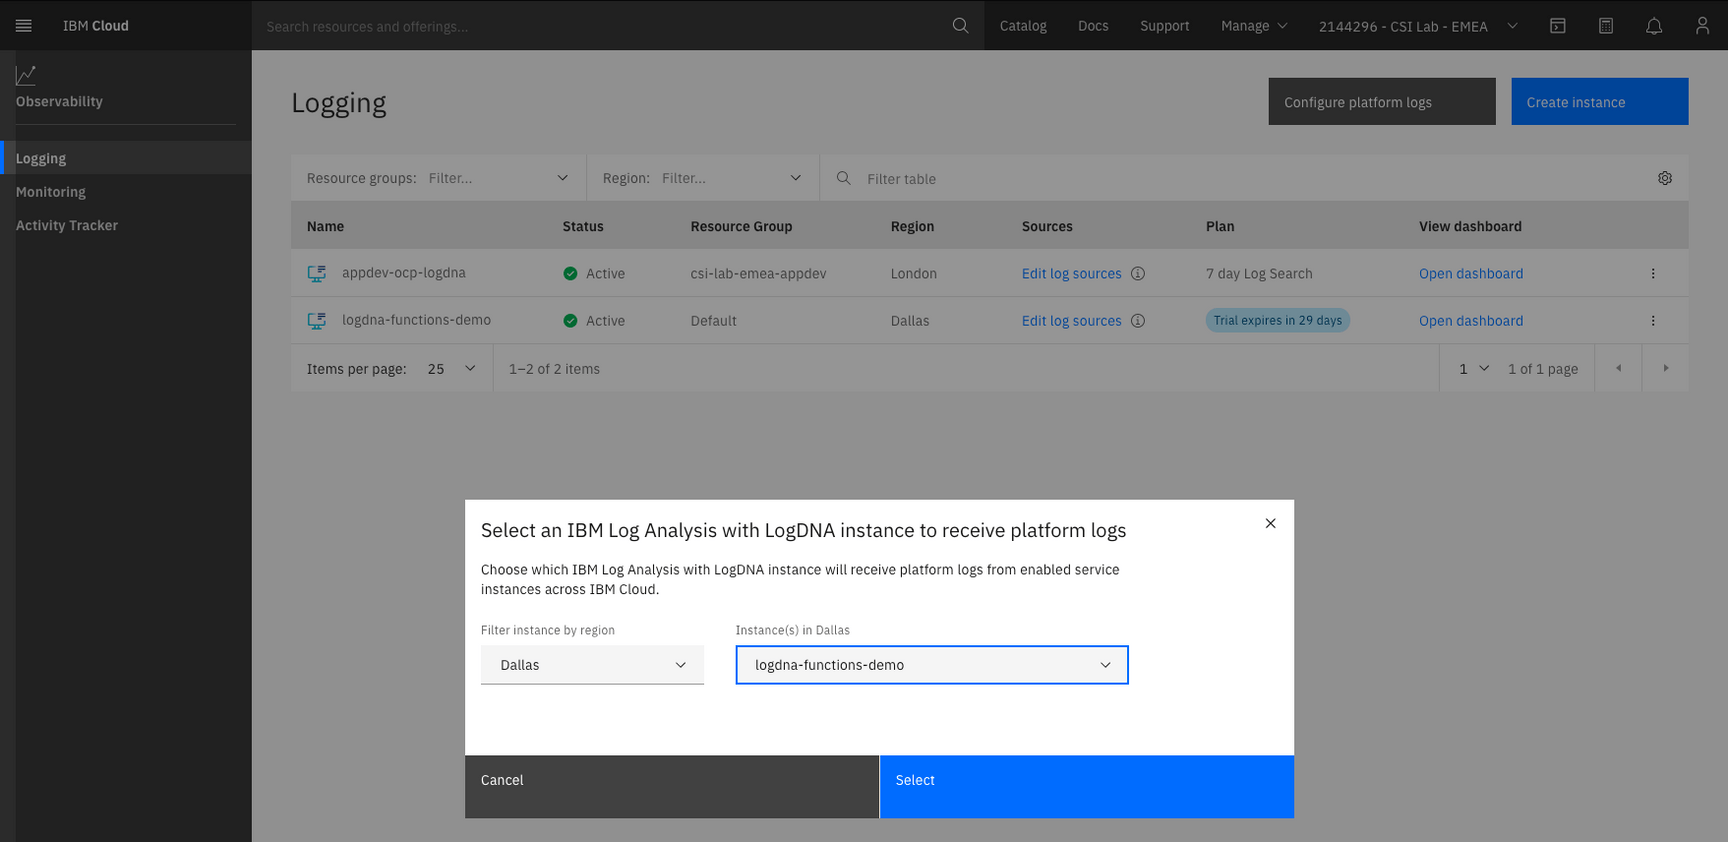 IBM Cloud
Search resources and offerings...
Catalog
Docs
Support
Manage
2144296 - CSI Lab - EMEA
Observability
Logging
Monitoring
Activity Tracker
Logging
Configure platform logs
Create instance
Resource groups: Filter...
Region: Filter...
Filter table
Name Status Resource Group Region Sources Plan View dashboard
appdev-ocp-logdna Active csi-lab-emea-appdev London Edit log sources 7 day Log Search Open dashboard
logdna-functions-demo Active Default Dallas Edit log sources Trial expires in 29 days Open dashboard
Items per page: 25 1–2 of 2 items 1 1 of 1 page
Select an IBM Log Analysis with LogDNA instance to receive platform logs
Choose which IBM Log Analysis with LogDNA instance will receive platform logs from enabled service
instances across IBM Cloud.
Filter instance by region
Dallas
Instance(s) in Dallas
logdna-functions-demo
Cancel
Select